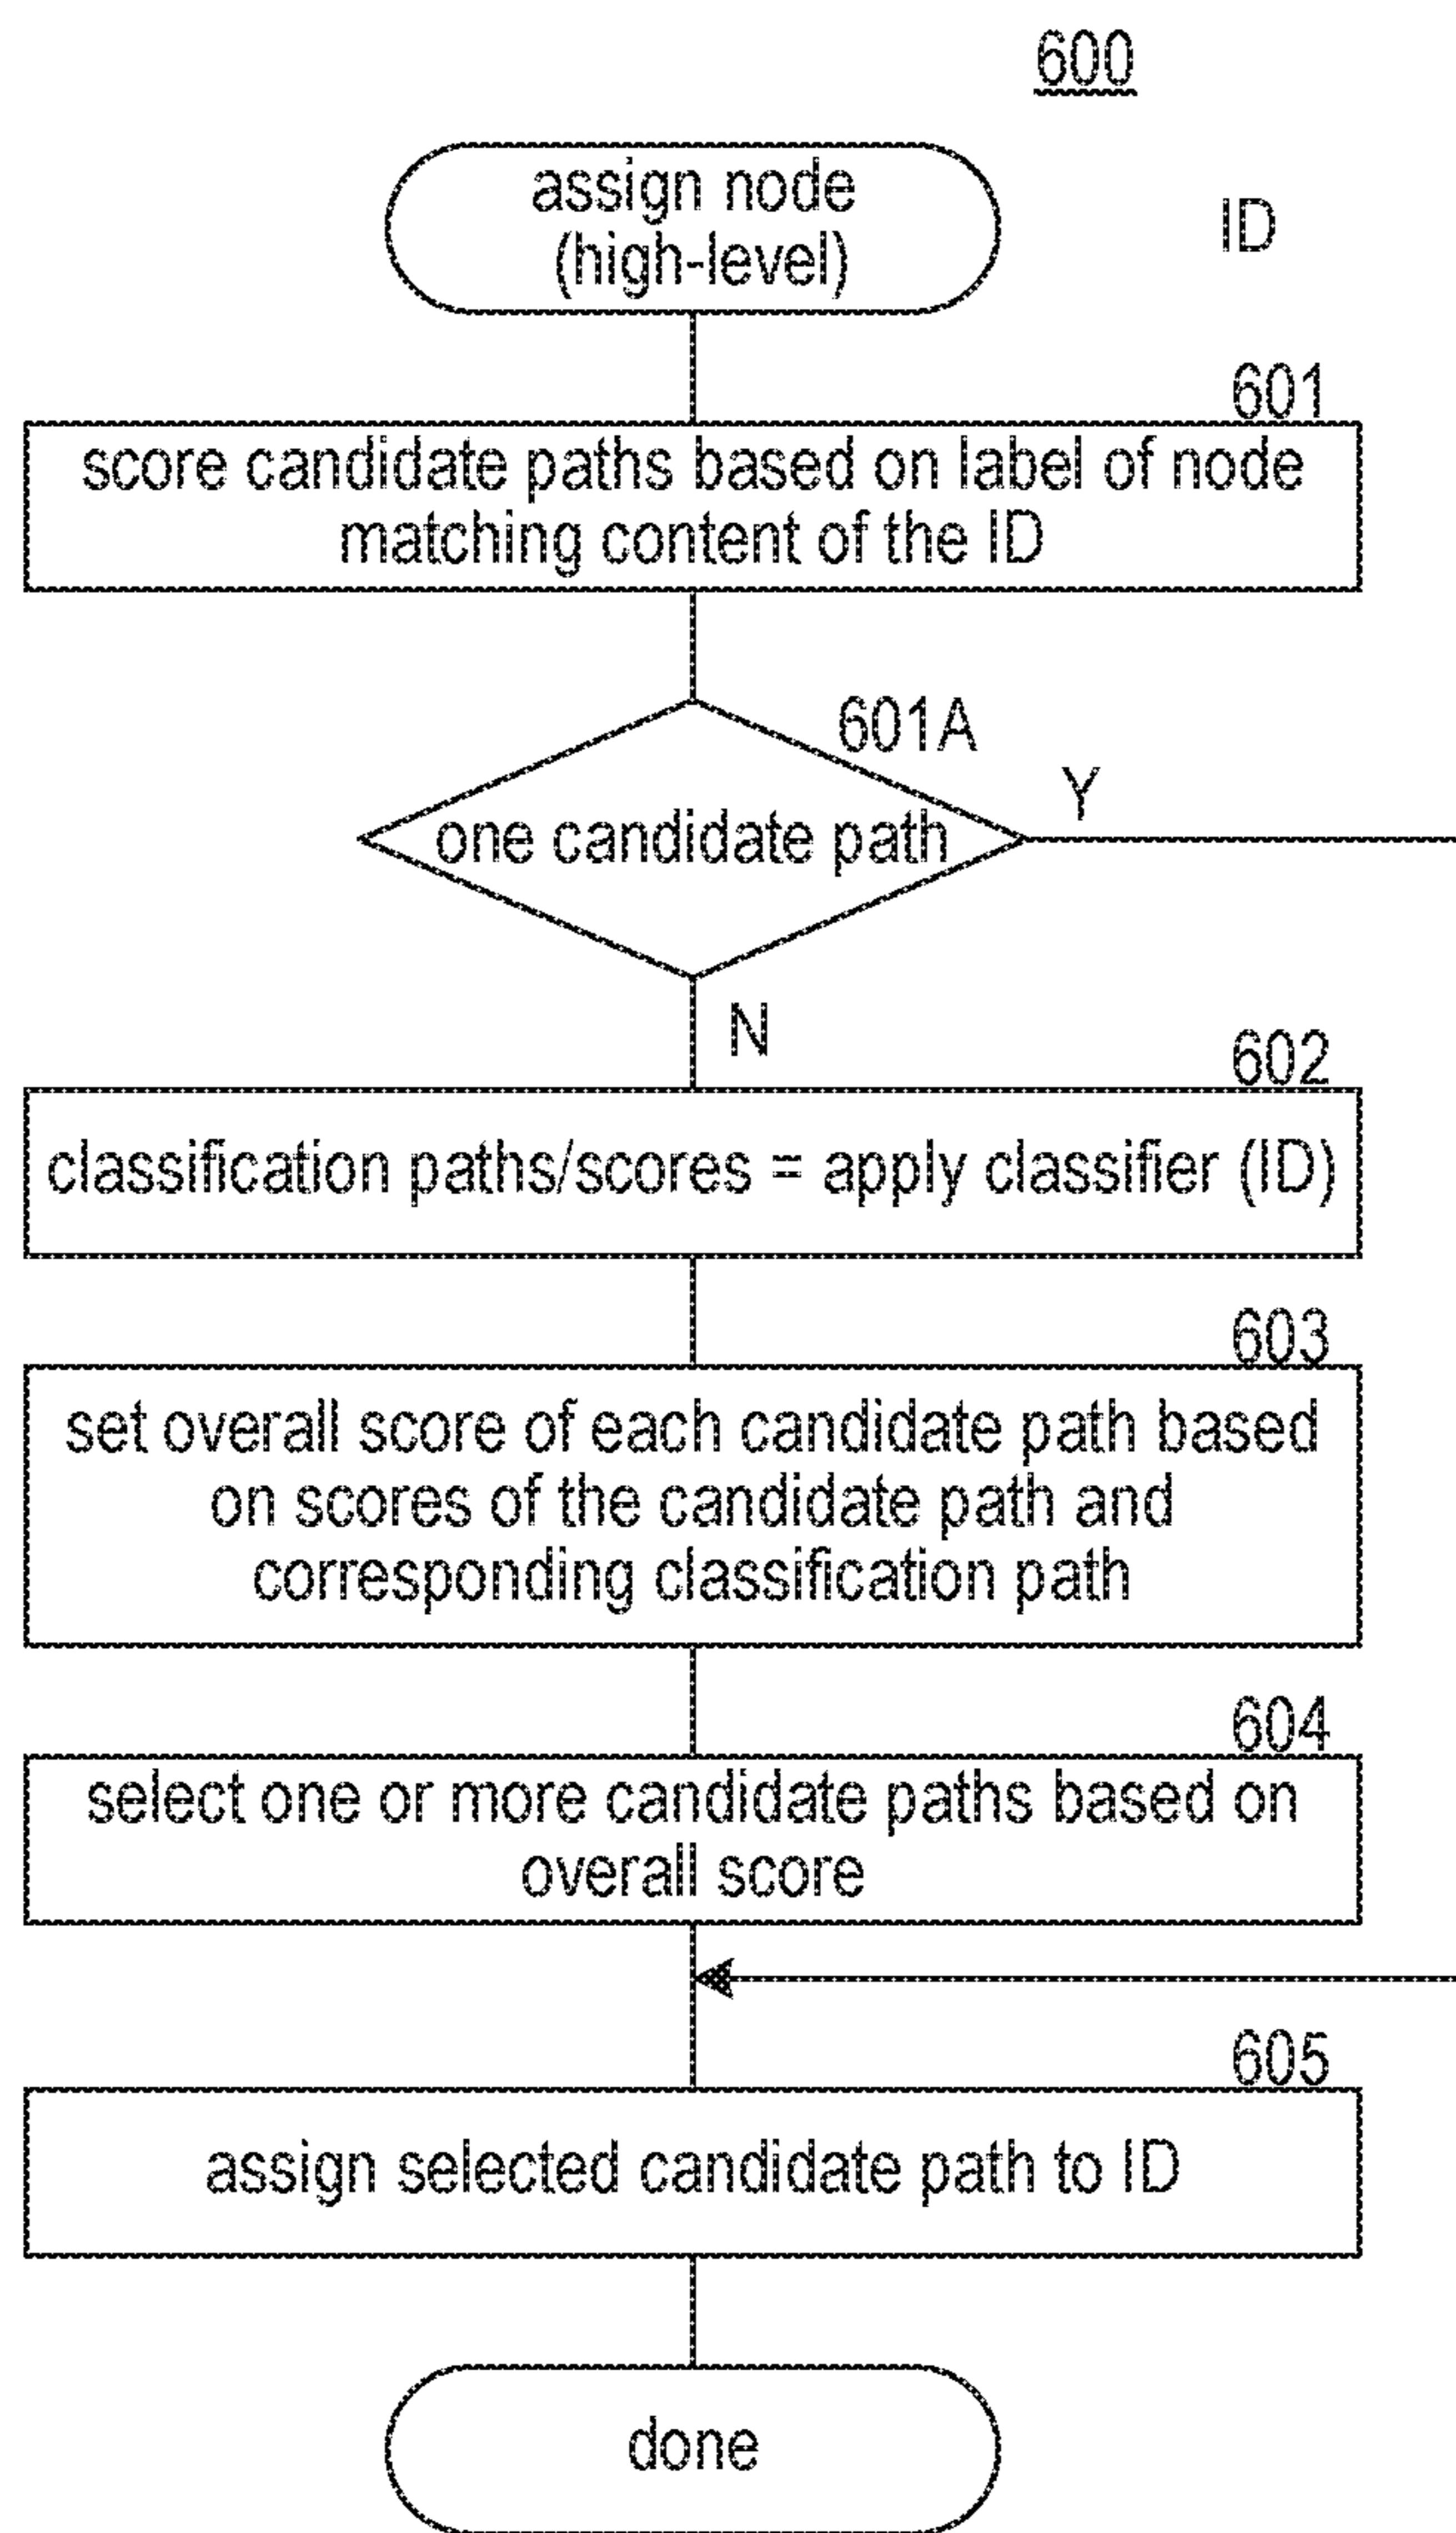 600
assign node
(high-level)
ID
601
score candidate paths based on label of node
matching content of the ID
601A
one candidate path
Y
N
602
classification paths/scores = apply classifier (ID)
603
set overall score of each candidate path based
on scores of the candidate path and
corresponding classification path
604
select one or more candidate paths based on
overall score
605
assign selected candidate path to ID
done